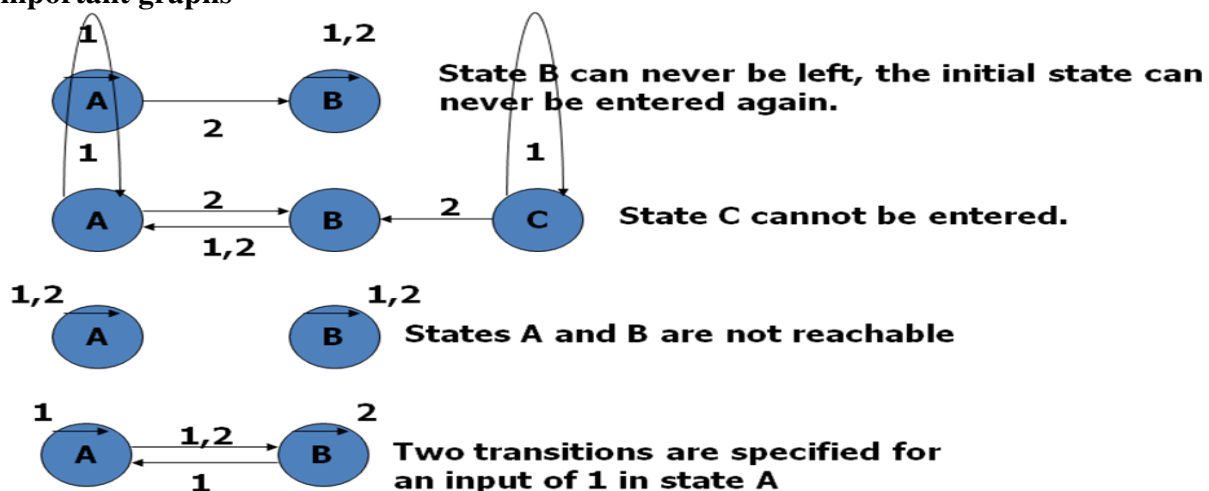 mportant graphs
1
1,2
A
B
2
State B can never be left, the initial state can
never be entered again.
1
1
A
2
B
2
C
State C cannot be entered.
1,2
1,2
1,2
A
B
States A and B are not reachable
1
1,2
2
A
B
1
Two transitions are specified for
an input of 1 in state A